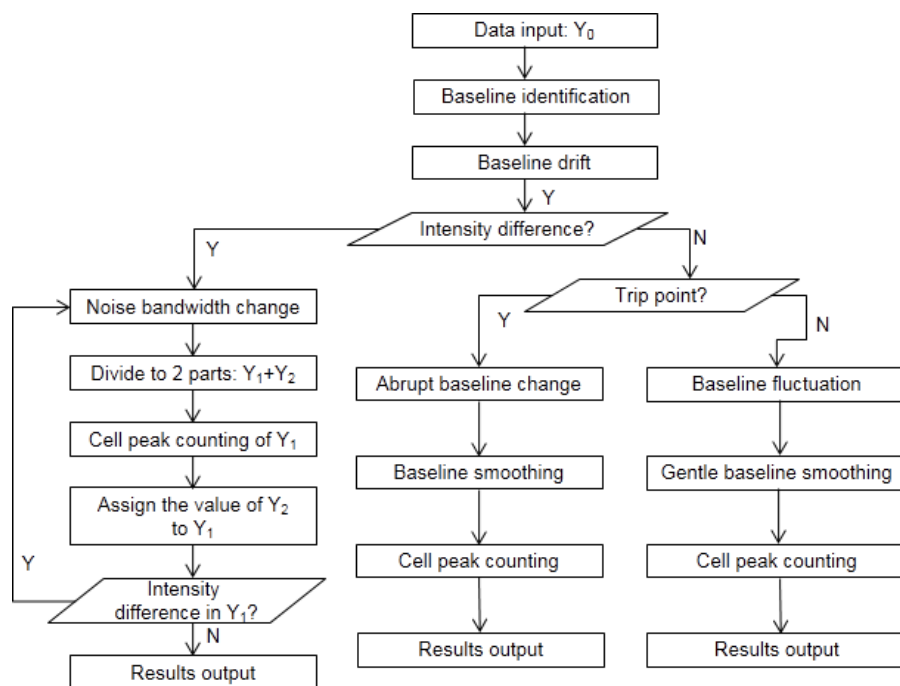 Data input: Y₀
Baseline identification
Baseline drift
Y
Intensity difference?
Y
N
Noise bandwidth change
Trip point?
Y
N
Divide to 2 parts: Y₁+Y₂
Abrupt baseline change
Baseline fluctuation
Cell peak counting of Y₁
Baseline smoothing
Gentle baseline smoothing
Assign the value of Y₂
to Y₁
Y
Cell peak counting
Cell peak counting
Intensity
difference in Y₁?
N
Results output
Results output
Results output